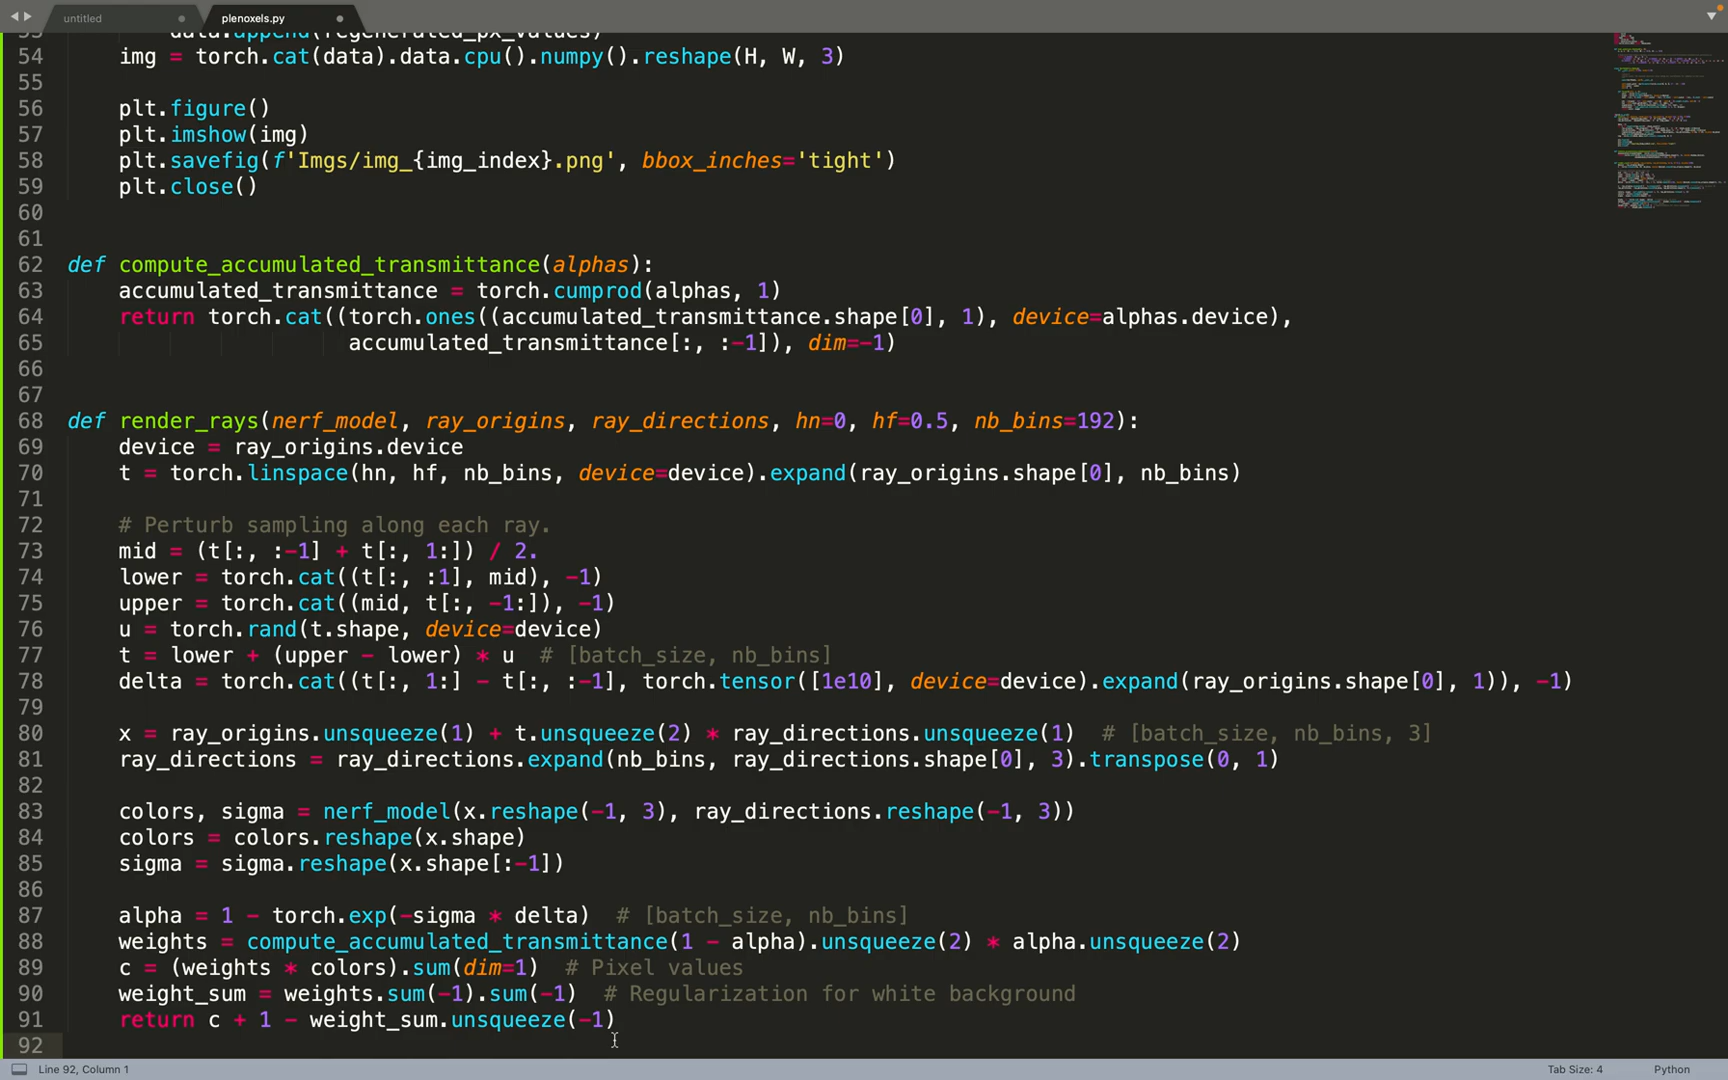 untitled
plenoxels.py
53 data.append(regenerated_px_values)
54 img = torch.cat(data).data.cpu().numpy().reshape(H, W, 3)
55
56 plt.figure()
57 plt.imshow(img)
58 plt.savefig(f'Imgs/img_{img_index}.png', bbox_inches='tight')
59 plt.close()
60
61
62 def compute_accumulated_transmittance(alphas):
63 accumulated_transmittance = torch.cumprod(alphas, 1)
64 return torch.cat((torch.ones((accumulated_transmittance.shape[0], 1), device=alphas.device),
65 accumulated_transmittance[:, :-1]), dim=-1)
66
67
68 def render_rays(nerf_model, ray_origins, ray_directions, hn=0, hf=0.5, nb_bins=192):
69 device = ray_origins.device
70 t = torch.linspace(hn, hf, nb_bins, device=device).expand(ray_origins.shape[0], nb_bins)
71
72 # Perturb sampling along each ray.
73 mid = (t[:, :-1] + t[:, 1:]) / 2.
74 lower = torch.cat((t[:, :1], mid), -1)
75 upper = torch.cat((mid, t[:, -1:]), -1)
76 u = torch.rand(t.shape, device=device)
77 t = lower + (upper - lower) * u  # [batch_size, nb_bins]
78 delta = torch.cat((t[:, 1:] - t[:, :-1], torch.tensor([1e10], device=device).expand(ray_origins.shape[0], 1)), -1)
79
80 x = ray_origins.unsqueeze(1) + t.unsqueeze(2) * ray_directions.unsqueeze(1)  # [batch_size, nb_bins, 3]
81 ray_directions = ray_directions.expand(nb_bins, ray_directions.shape[0], 3).transpose(0, 1)
82
83 colors, sigma = nerf_model(x.reshape(-1, 3), ray_directions.reshape(-1, 3))
84 colors = colors.reshape(x.shape)
85 sigma = sigma.reshape(x.shape[:-1])
86
87 alpha = 1 - torch.exp(-sigma * delta)  # [batch_size, nb_bins]
88 weights = compute_accumulated_transmittance(1 - alpha).unsqueeze(2) * alpha.unsqueeze(2)
89 c = (weights * colors).sum(dim=1)  # Pixel values
90 weight_sum = weights.sum(-1).sum(-1)  # Regularization for white background
91 return c + 1 - weight_sum.unsqueeze(-1)
92
Line 92, Column 1
Tab Size: 4
Python